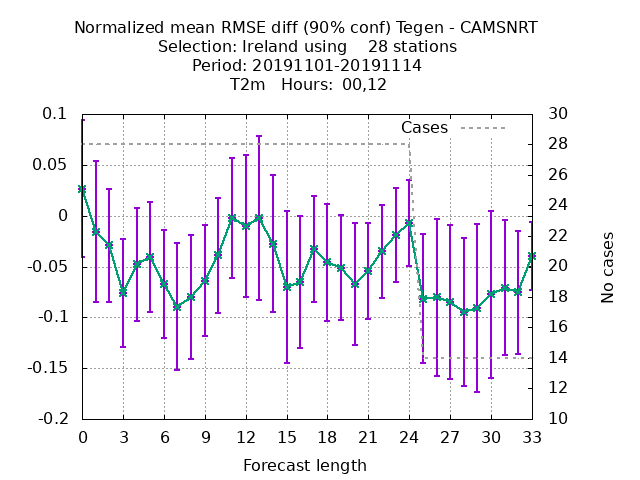 Normalized mean RMSE diff (90% conf) Tegen - CAMSNRT
Selection: Ireland using    28 stations
Period: 20191101-20191114
T2m   Hours:  00,12
Cases
0.1
0.05
0
-0.05
-0.1
-0.15
-0.2
30
28
26
24
22
20
18
16
14
12
10
No cases
0 3 6 9 12 15 18 21 24 27 30 33
Forecast length